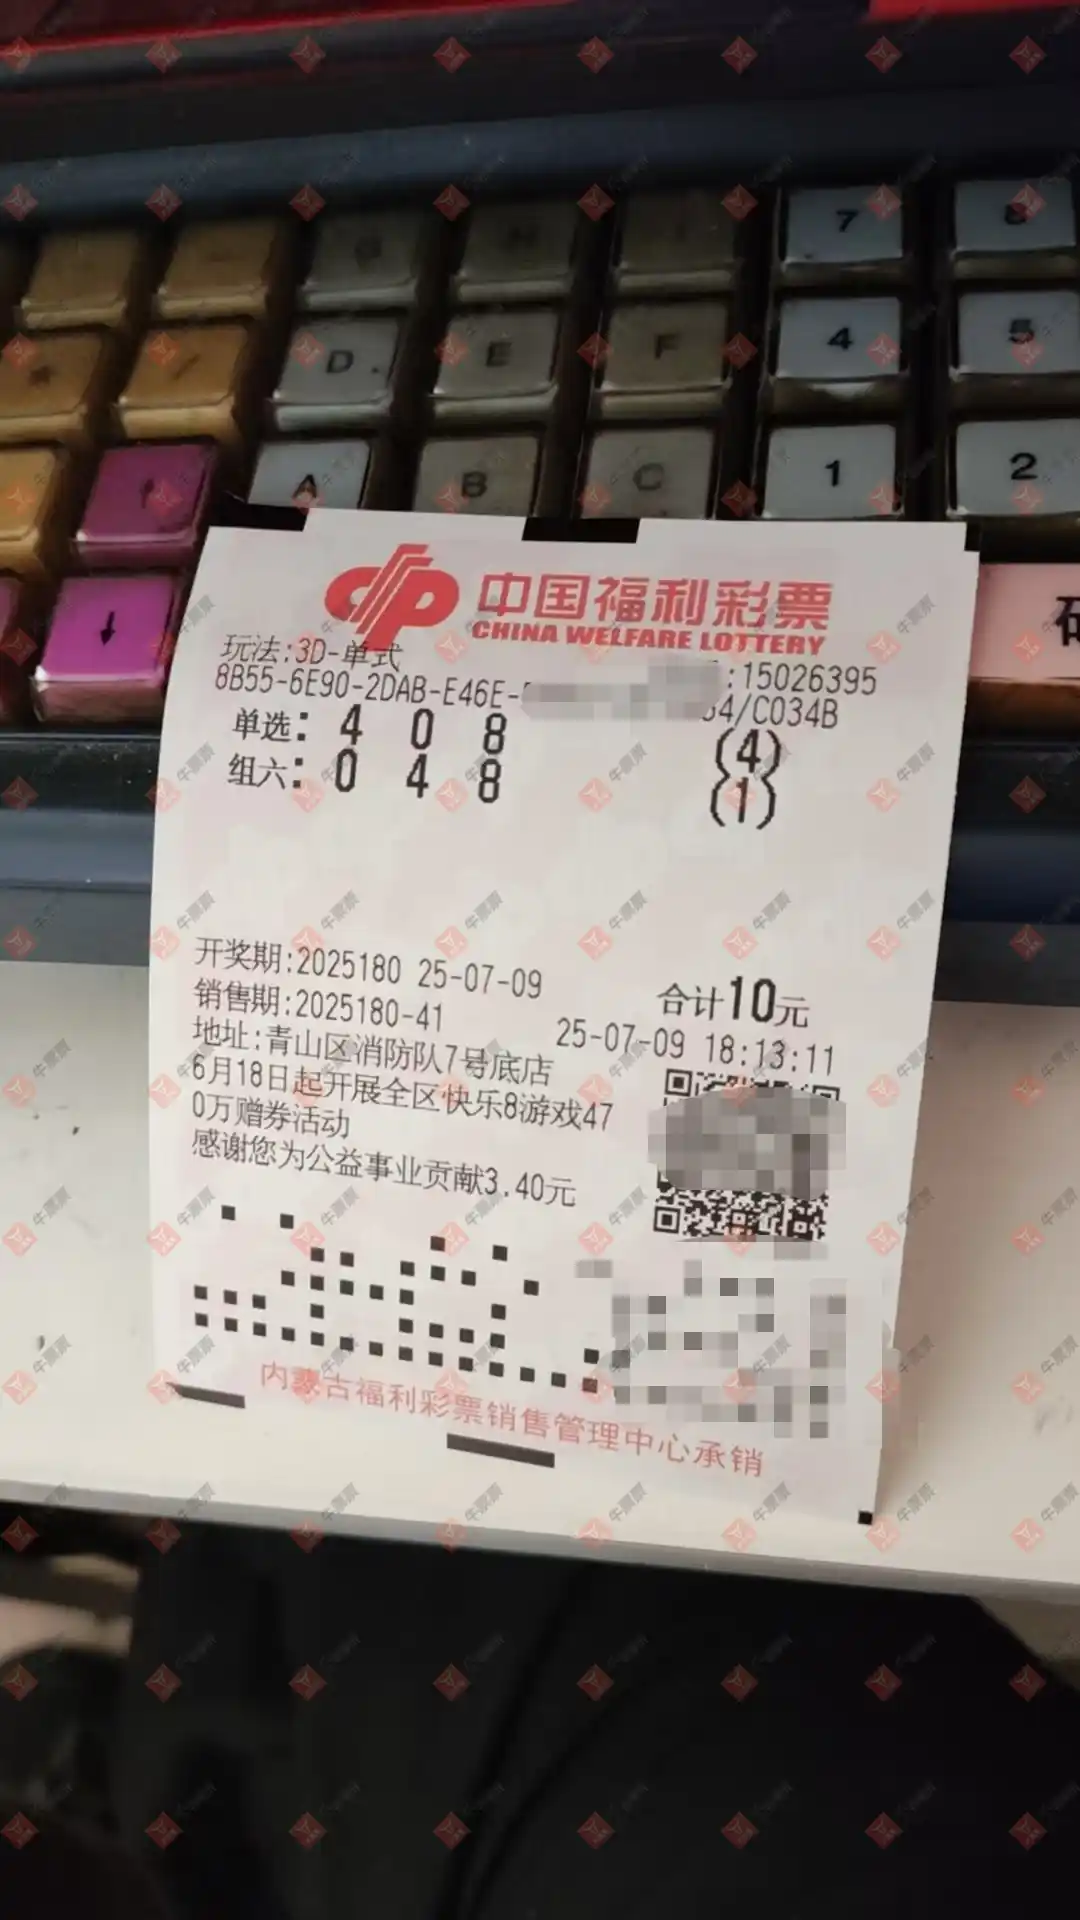 7 8
D. E F 4 5
A B C 1 2
中国福利彩票
CHINA WELFARE LOTTERY
玩法:3D-单式
:15026395
8B55-6E90-2DAB-E46E-
34/C034B
单选: 4 0 8 (4)
组六: 0 4 8 (1)
开奖期:2025180 25-07-09
合计10元
销售期:2025180-41
25-07-09 18:13:11
地址:青山区消防队7号底店
6月18日起开展全区快乐8游戏47
0万赠券活动
感谢您为公益事业贡献3.40元
内蒙古福利彩票销售管理中心承销
牛票票